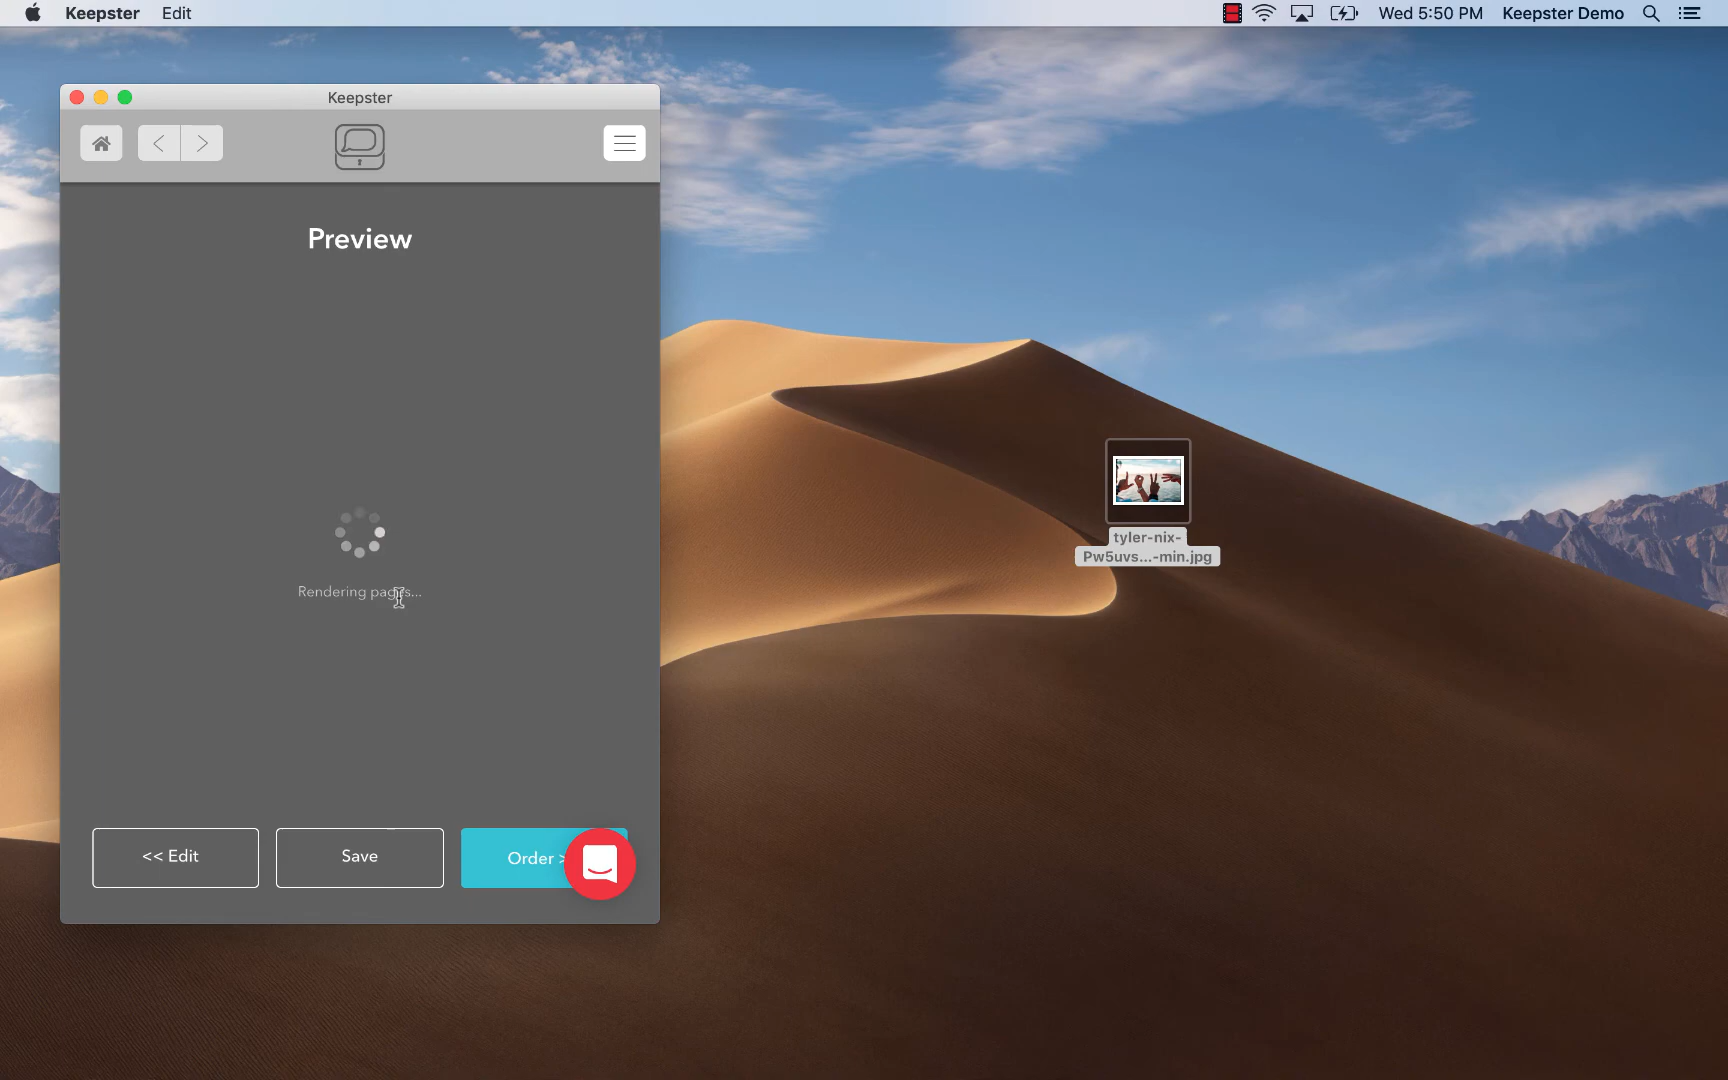 Keepster Edit Wed 5:50 PM Keepster Demo
Keepster
Preview
Rendering pages...
<< Edit Save Order >
tyler-nix-
Pw5uvs...-min.jpg